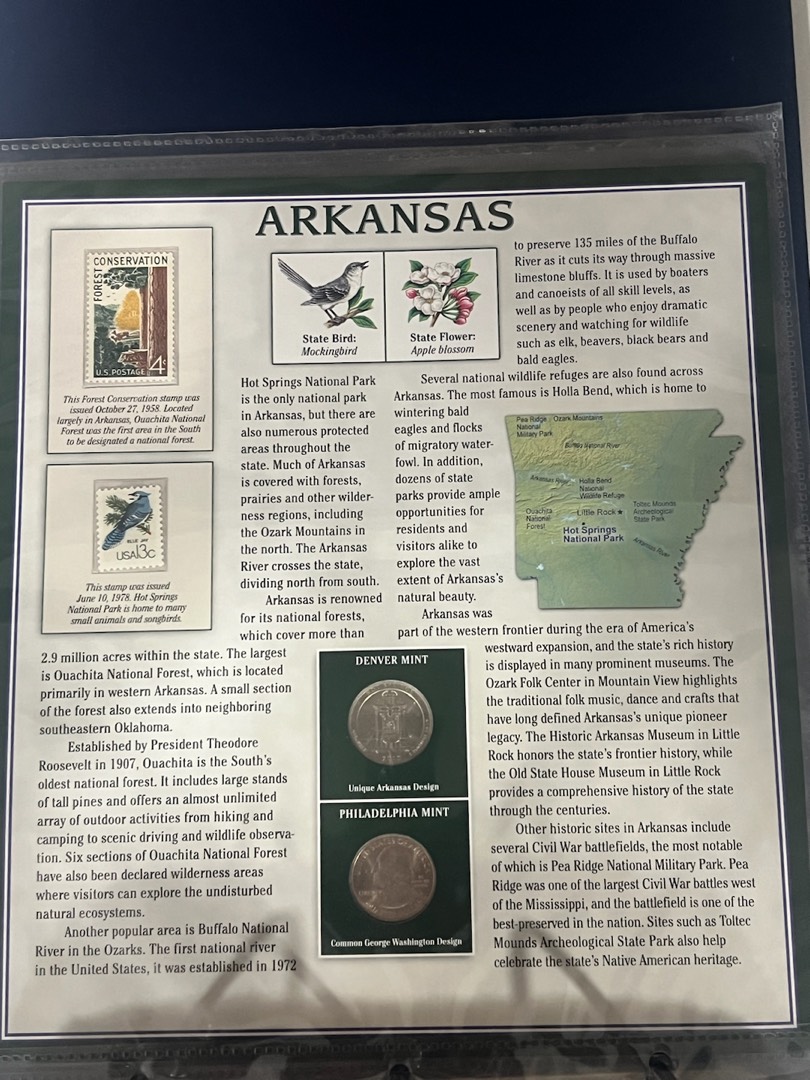 ARKANSAS
FOREST CONSERVATION
U.S. POSTAGE 4¢
This Forest Conservation stamp was
issued October 27, 1958. Located
largely in Arkansas, Ouachita National
Forest was the first area in the South
to be designated a national forest.
BLUE JAY
USA13c
This stamp was issued
June 10, 1978. Hot Springs
National Park is home to many
small animals and songbirds.
State Bird:
Mockingbird
State Flower:
Apple blossom
Hot Springs National Park
is the only national park
in Arkansas, but there are
also numerous protected
areas throughout the
state. Much of Arkansas
is covered with forests,
prairies and other wilder-
ness regions, including
the Ozark Mountains in
the north. The Arkansas
River crosses the state,
dividing north from south.
Arkansas is renowned
for its national forests,
which cover more than
2.9 million acres within the state. The largest
is Ouachita National Forest, which is located
primarily in western Arkansas. A small section
of the forest also extends into neighboring
southeastern Oklahoma.
Established by President Theodore
Roosevelt in 1907, Ouachita is the South's
oldest national forest. It includes large stands
of tall pines and offers an almost unlimited
array of outdoor activities from hiking and
camping to scenic driving and wildlife observa-
tion. Six sections of Ouachita National Forest
have also been declared wilderness areas
where visitors can explore the undisturbed
natural ecosystems.
Another popular area is Buffalo National
River in the Ozarks. The first national river
in the United States, it was established in 1972
to preserve 135 miles of the Buffalo
River as it cuts its way through massive
limestone bluffs. It is used by boaters
and canoeists of all skill levels, as
well as by people who enjoy dramatic
scenery and watching for wildlife
such as elk, beavers, black bears and
bald eagles.
Several national wildlife refuges are also found across
Arkansas. The most famous is Holla Bend, which is home to
wintering bald
eagles and flocks
of migratory water-
fowl. In addition,
dozens of state
parks provide ample
opportunities for
residents and
visitors alike to
explore the vast
extent of Arkansas's
natural beauty.
Arkansas was
part of the western frontier during the era of America's
westward expansion, and the state's rich history
is displayed in many prominent museums. The
Ozark Folk Center in Mountain View highlights
the traditional folk music, dance and crafts that
have long defined Arkansas's unique pioneer
legacy. The Historic Arkansas Museum in Little
Rock honors the state's frontier history, while
the Old State House Museum in Little Rock
provides a comprehensive history of the state
through the centuries.
Other historic sites in Arkansas include
several Civil War battlefields, the most notable
of which is Pea Ridge National Military Park. Pea
Ridge was one of the largest Civil War battles west
of the Mississippi, and the battlefield is one of the
best-preserved in the nation. Sites such as Toltec
Mounds Archeological State Park also help
celebrate the state's Native American heritage.
Pea Ridge
National
Military Park
Ozark Mountains
Buffalo National River
Arkansas River
Holla Bend
National
Wildlife Refuge
Ouachita
National
Forest
Little Rock
Toltec Mounds
Archeological
State Park
Hot Springs
National Park
Arkansas River
DENVER MINT
Unique Arkansas Design
PHILADELPHIA MINT
Common George Washington Design